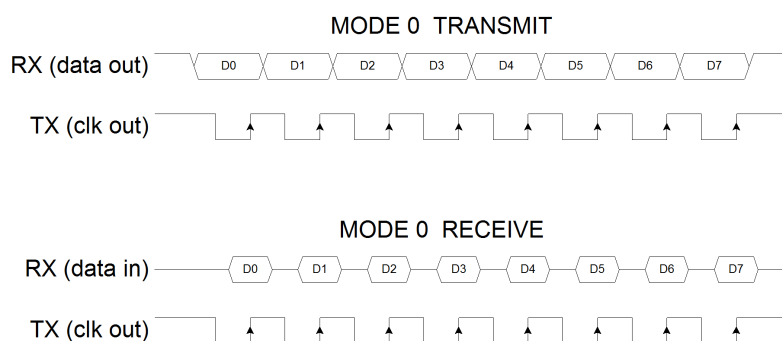 MODE 0 TRANSMIT
RX (data out) D0 D1 D2 D3 D4 D5 D6 D7
TX (clk out)
MODE 0 RECEIVE
RX (data in) D0 D1 D2 D3 D4 D5 D6 D7
TX (clk out)